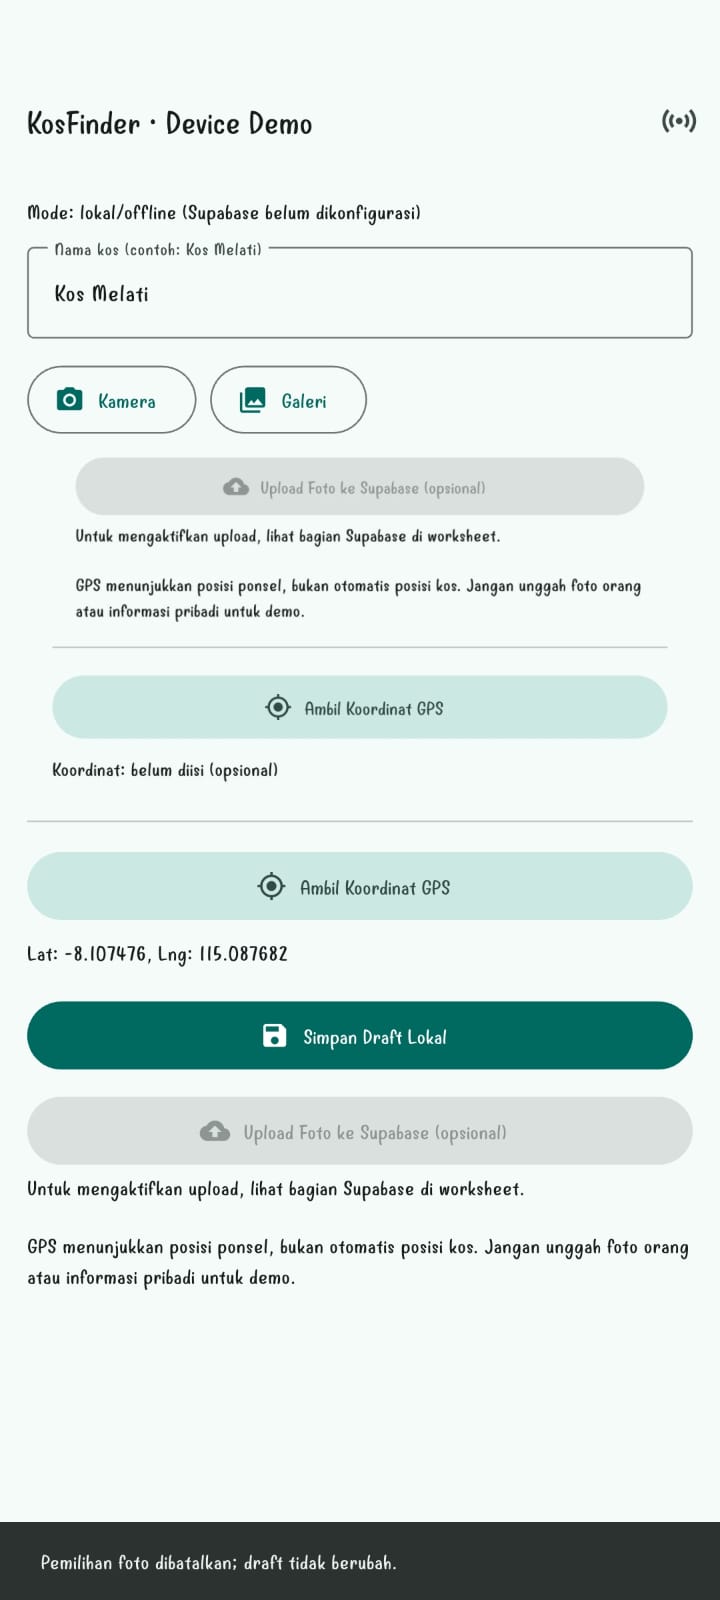 KosFinder · Device Demo
Mode: lokal/offline (Supabase belum dikonfigurasi)
Nama kos (contoh: Kos Melati)
Kos Melati
Kamera
Galeri
Upload Foto ke Supabase (opsional)
Untuk mengaktifkan upload, lihat bagian Supabase di worksheet.
GPS menunjukkan posisi ponsel, bukan otomatis posisi kos. Jangan unggah foto orang
atau informasi pribadi untuk demo.
Ambil Koordinat GPS
Koordinat: belum diisi (opsional)
Ambil Koordinat GPS
Lat: -8.107476, Lng: 115.087682
Simpan Draft Lokal
Upload Foto ke Supabase (opsional)
Untuk mengaktifkan upload, lihat bagian Supabase di worksheet.
GPS menunjukkan posisi ponsel, bukan otomatis posisi kos. Jangan unggah foto orang
atau informasi pribadi untuk demo.
Pemilihan foto dibatalkan; draft tidak berubah.